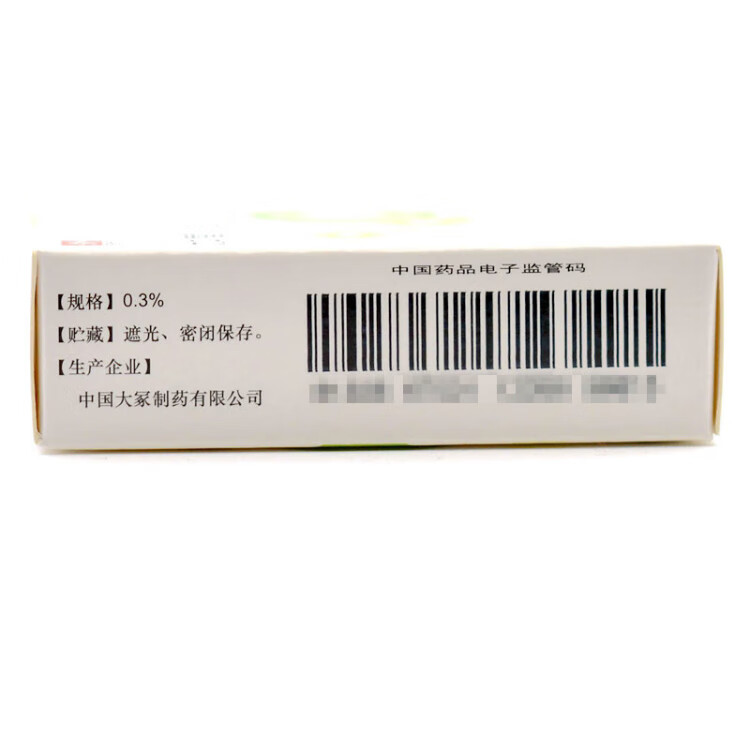 中国药品电子监管码
【规格】0.3%
【贮藏】遮光、密闭保存。
【生产企业】
中国大冢制药有限公司